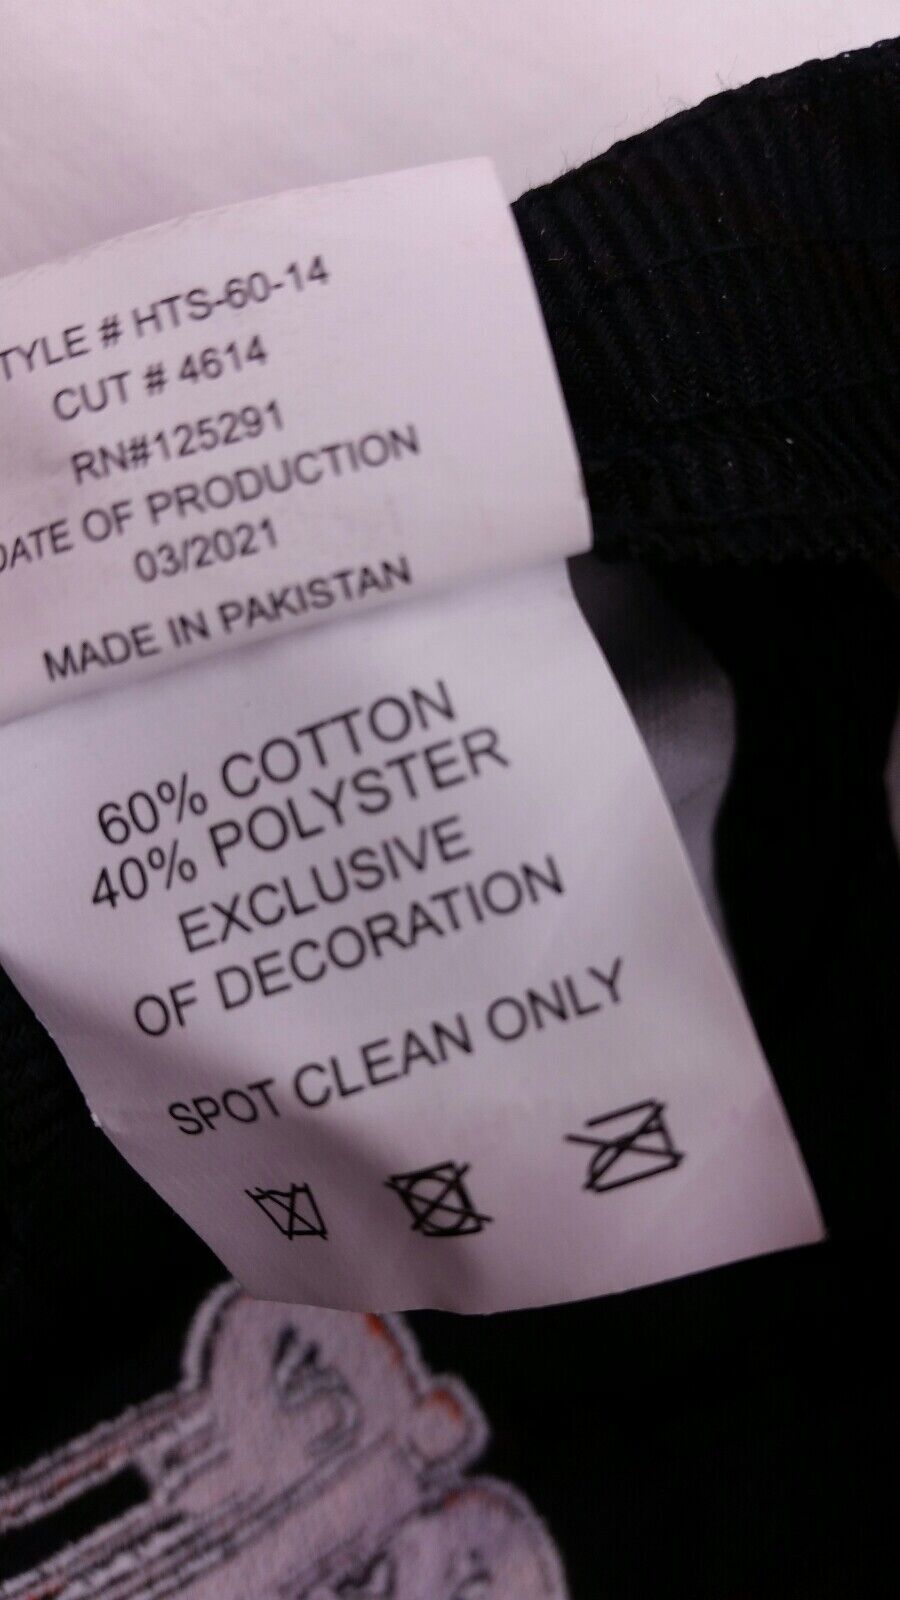 TYLE # HTS-60-14
CUT # 4614
RN#125291
DATE OF PRODUCTION
03/2021
MADE IN PAKISTAN
60% COTTON
40% POLYSTER
EXCLUSIVE
OF DECORATION
SPOT CLEAN ONLY